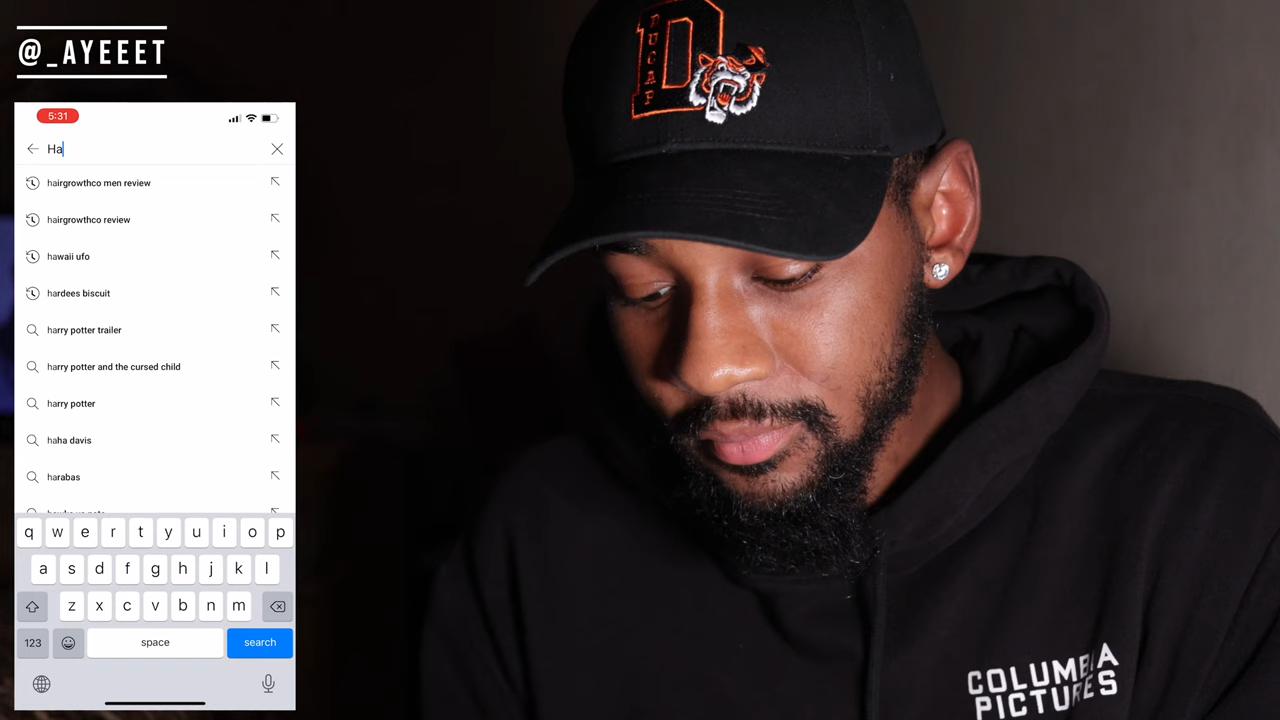 @_AYEEET
5:31
Ha
hairgrowthco men review
hairgrowthco review
hawaii ufo
hardees biscuit
harry potter trailer
harry potter and the cursed child
harry potter
haha davis
harabas
q w e r t y u i o p
a s d f g h j k l
z x c v b n m
123 space search
D
DUCAP
COLUMBIA
PICTURES